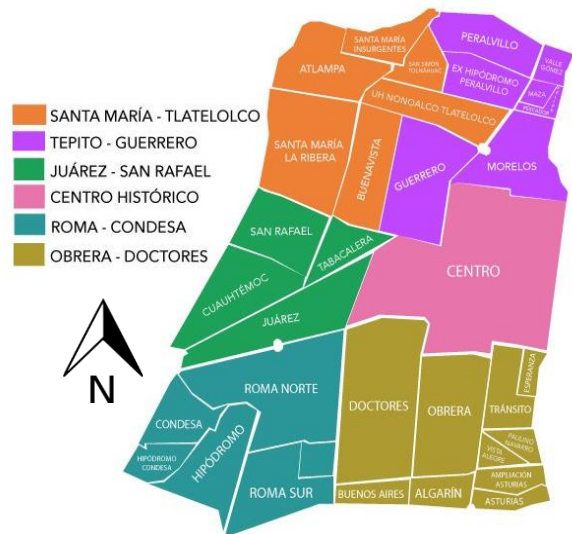 SANTA MARÍA - TLATELOLCO
TEPITO - GUERRERO
JUÁREZ - SAN RAFAEL
CENTRO HISTÓRICO
ROMA - CONDESA
OBRERA - DOCTORES
N
SANTA MARÍA
INSURGENTES
ATLAMPA
SAN SIMÓN
TOLNÁHUAC
PERALVILLO
VALLE
GÓMEZ
EX HIPÓDROMO
PERALVILLO
MAZA
UH NONOALCO TLATELOLCO
SANTA MARÍA
LA RIBERA
BUENAVISTA
GUERRERO
MORELOS
SAN RAFAEL
TABACALERA
CENTRO
CUAUHTÉMOC
JUÁREZ
ROMA NORTE
DOCTORES
OBRERA
ESPERANZA
TRÁNSITO
CONDESA
HIPÓDROMO
HIPÓDROMO
CONDESA
PAULINO
NAVARRO
VISTA
ALEGRE
ROMA SUR
BUENOS AIRES
ALGARÍN
AMPLIACIÓN
ASTURIAS
ASTURIAS